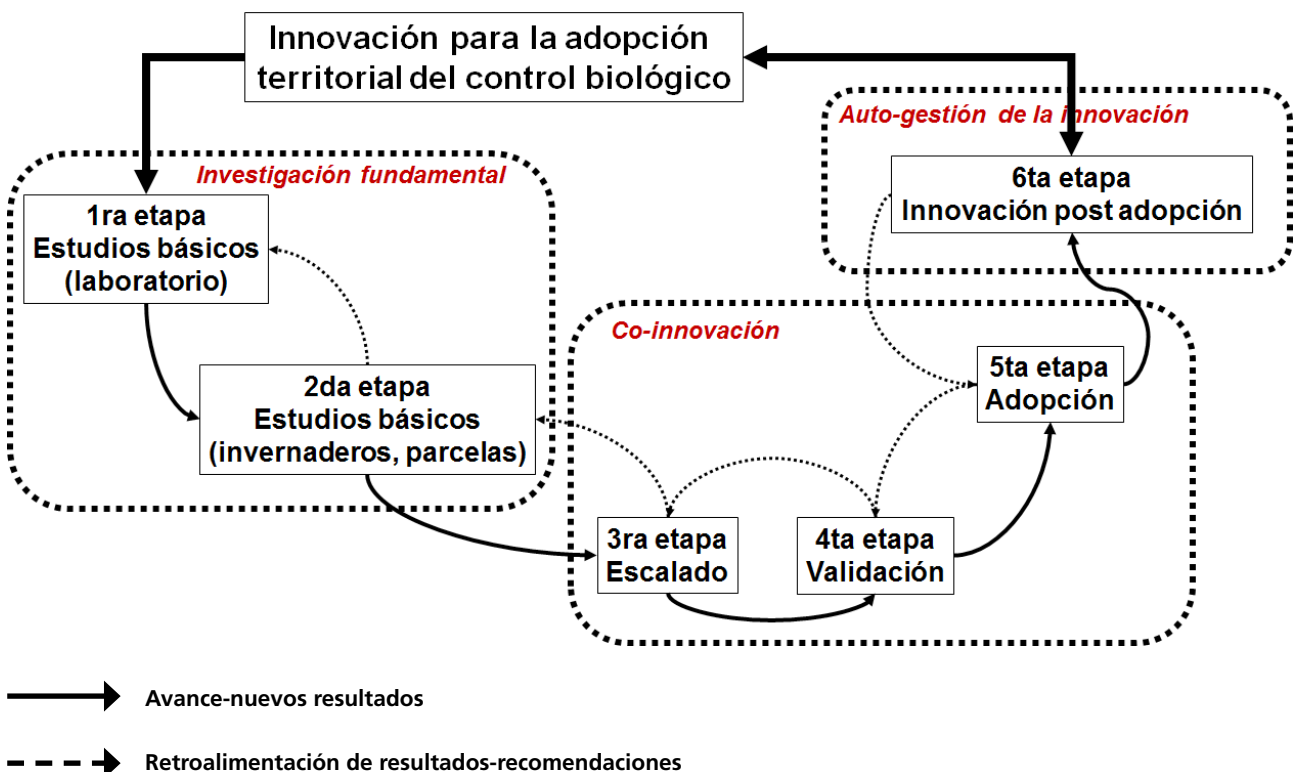 Innovación para la adopción
territorial del control biológico
Auto-gestión de la innovación
6ta etapa
Innovación post adopción
Investigación fundamental
1ra etapa
Estudios básicos
(laboratorio)
2da etapa
Estudios básicos
(invernaderos, parcelas)
Co-innovación
5ta etapa
Adopción
3ra etapa
Escalado
4ta etapa
Validación
Avance-nuevos resultados
Retroalimentación de resultados-recomendaciones